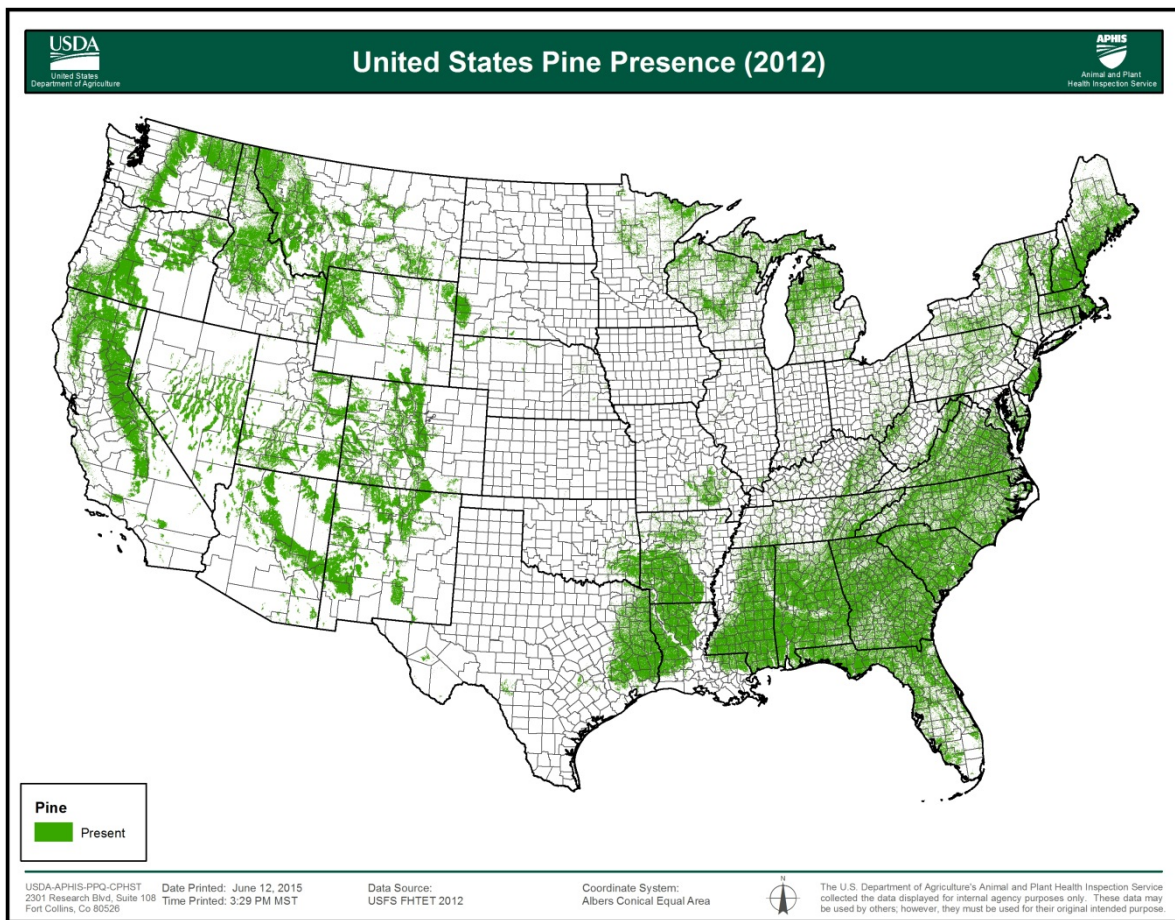 USDA
United States
Department of Agriculture
United States Pine Presence (2012)
APHIS
Animal and Plant
Health Inspection Service
Pine
Present
USDA-APHIS-PPQ-CPHST
2301 Research Blvd, Suite 108
Fort Collins, Co 80526
Date Printed: June 12, 2015
Time Printed: 3:29 PM MST
Data Source:
USFS FHTET 2012
Coordinate System:
Albers Conical Equal Area
N
The U.S. Department of Agriculture's Animal and Plant Health Inspection Service
collected the data displayed for internal agency purposes only. These data may
be used by others; however, they must be used for their original intended purpose.